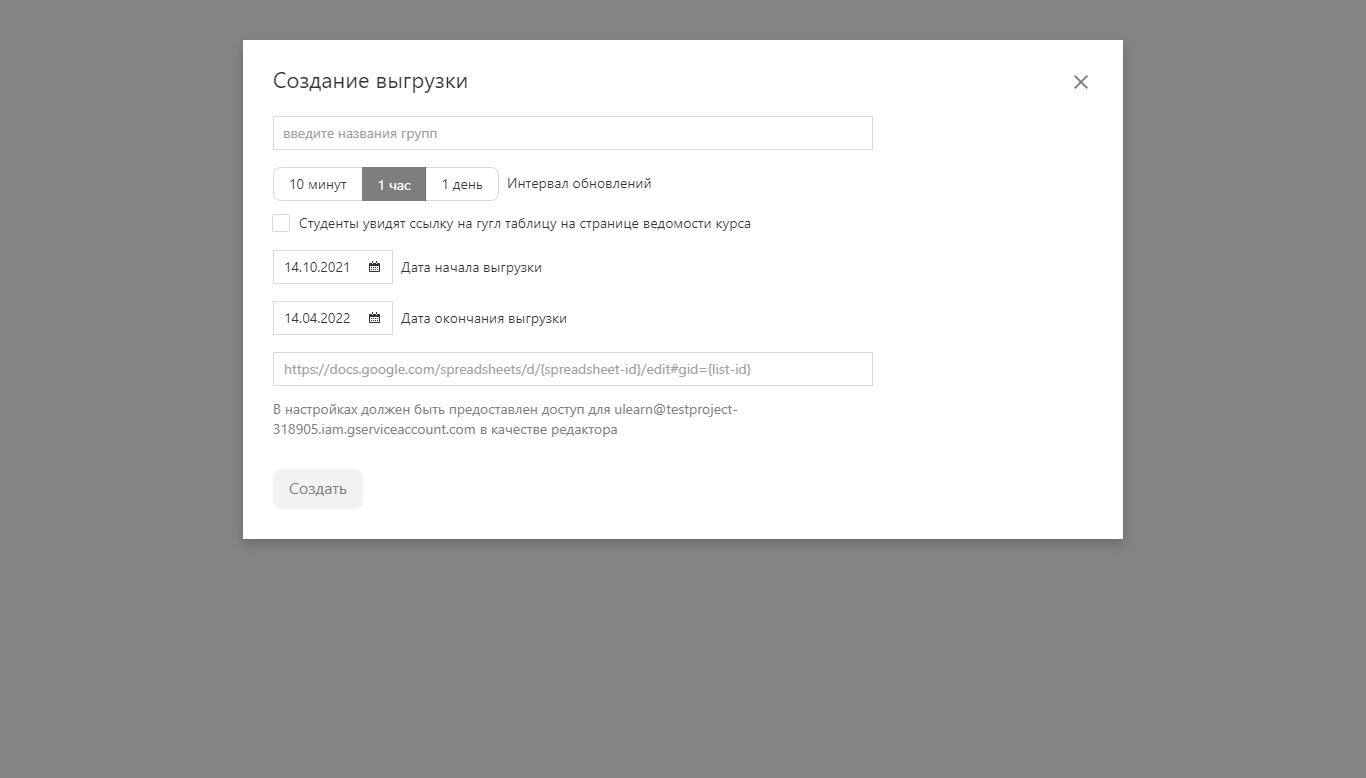 Создание выгрузки
введите названия групп
10 минут 1 час 1 день Интервал обновлений
Студенты увидят ссылку на гугл таблицу на странице ведомости курса
14.10.2021 Дата начала выгрузки
14.04.2022 Дата окончания выгрузки
https://docs.google.com/spreadsheets/d/{spreadsheet-id}/edit#gid={list-id}
В настройках должен быть предоставлен доступ для ulearn@testproject-
318905.iam.gserviceaccount.com в качестве редактора
Создать